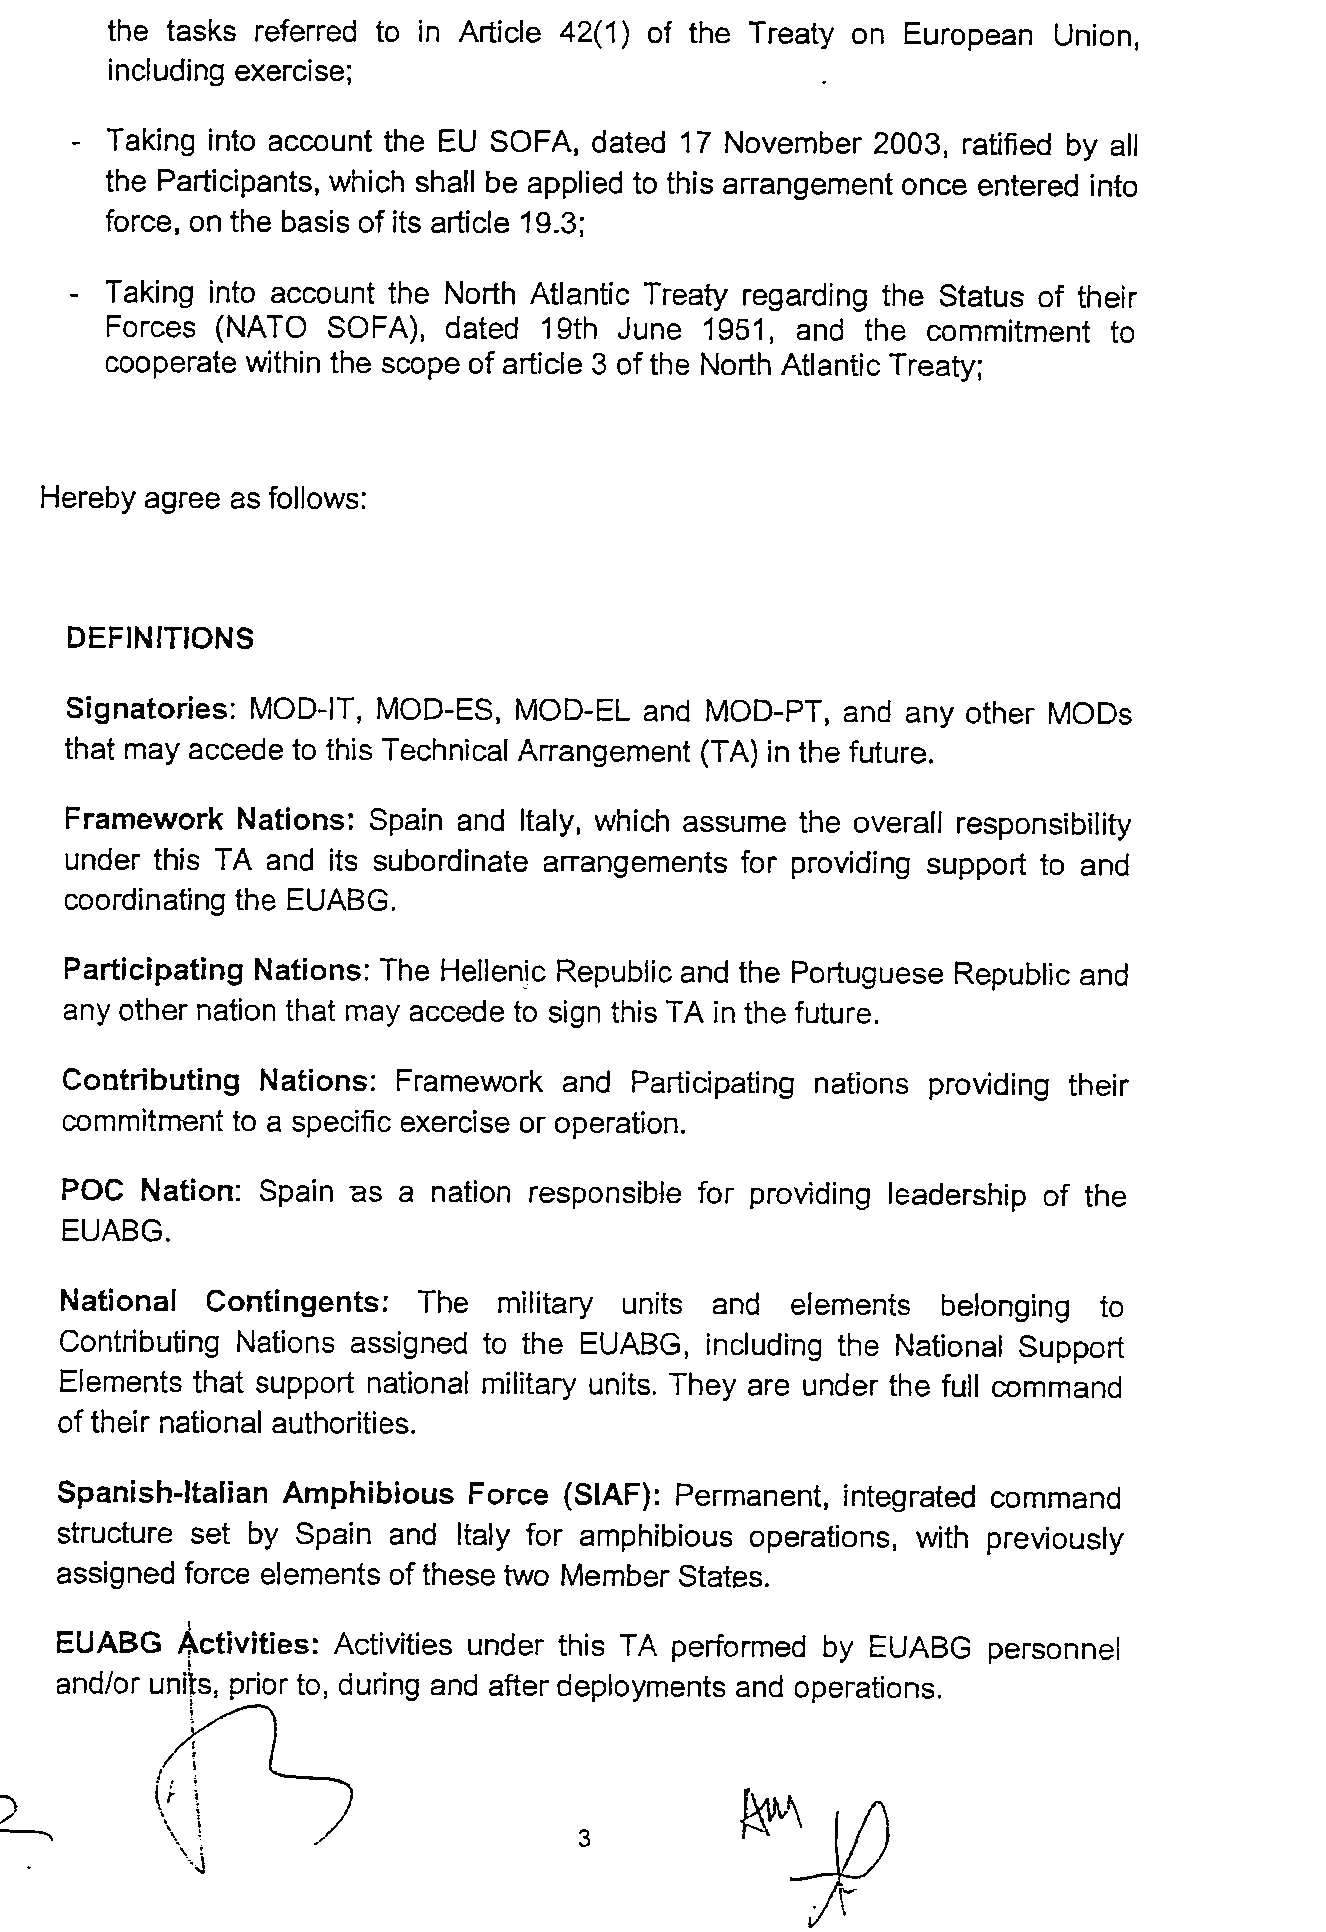 the tasks referred to in Article 42(1) of the Treaty on European Union,
including exercise;
- Taking into account the EU SOFA, dated 17 November 2003, ratified by all
the Participants, which shall be applied to this arrangement once entered into
force, on the basis of its article 19.3;
- Taking into account the North Atlantic Treaty regarding the Status of their
Forces (NATO SOFA), dated 19th June 1951, and the commitment to
cooperate within the scope of article 3 of the North Atlantic Treaty;
Hereby agree as follows:
DEFINITIONS
Signatories: MOD-IT, MOD-ES, MOD-EL and MOD-PT, and any other MODs
that may accede to this Technical Arrangement (TA) in the future.
Framework Nations: Spain and Italy, which assume the overall responsibility
under this TA and its subordinate arrangements for providing support to and
coordinating the EUABG.
Participating Nations: The Hellenic Republic and the Portuguese Republic and
any other nation that may accede to sign this TA in the future.
Contributing Nations: Framework and Participating nations providing their
commitment to a specific exercise or operation.
POC Nation: Spain as a nation responsible for providing leadership of the
EUABG.
National Contingents: The military units and elements belonging to
Contributing Nations assigned to the EUABG, including the National Support
Elements that support national military units. They are under the full command
of their national authorities.
Spanish-Italian Amphibious Force (SIAF): Permanent, integrated command
structure set by Spain and Italy for amphibious operations, with previously
assigned force elements of these two Member States.
EUABG Activities: Activities under this TA performed by EUABG personnel
and/or units, prior to, during and after deployments and operations.
3